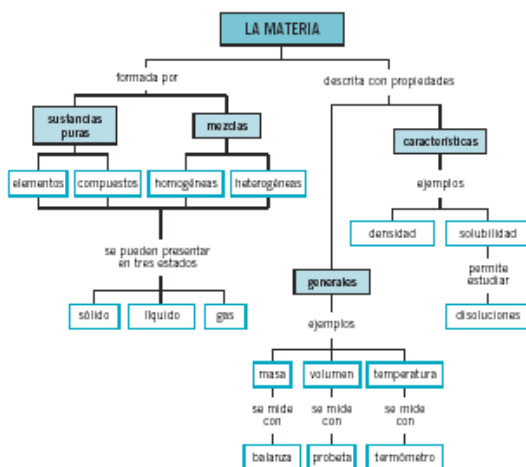 LA MATERIA
formada por
descrita con propiedades
sustancias
puras
mezclas
características
elementos
compuestos
homogéneas
heterogéneas
ejemplos
densidad
solubilidad
se pueden presentar
en tres estados
permite
estudiar
generales
sólido
líquido
gas
disoluciones
ejemplos
masa
volumen
temperatura
se mide
con
se mide
con
se mide
con
balanza
probeta
termómetro